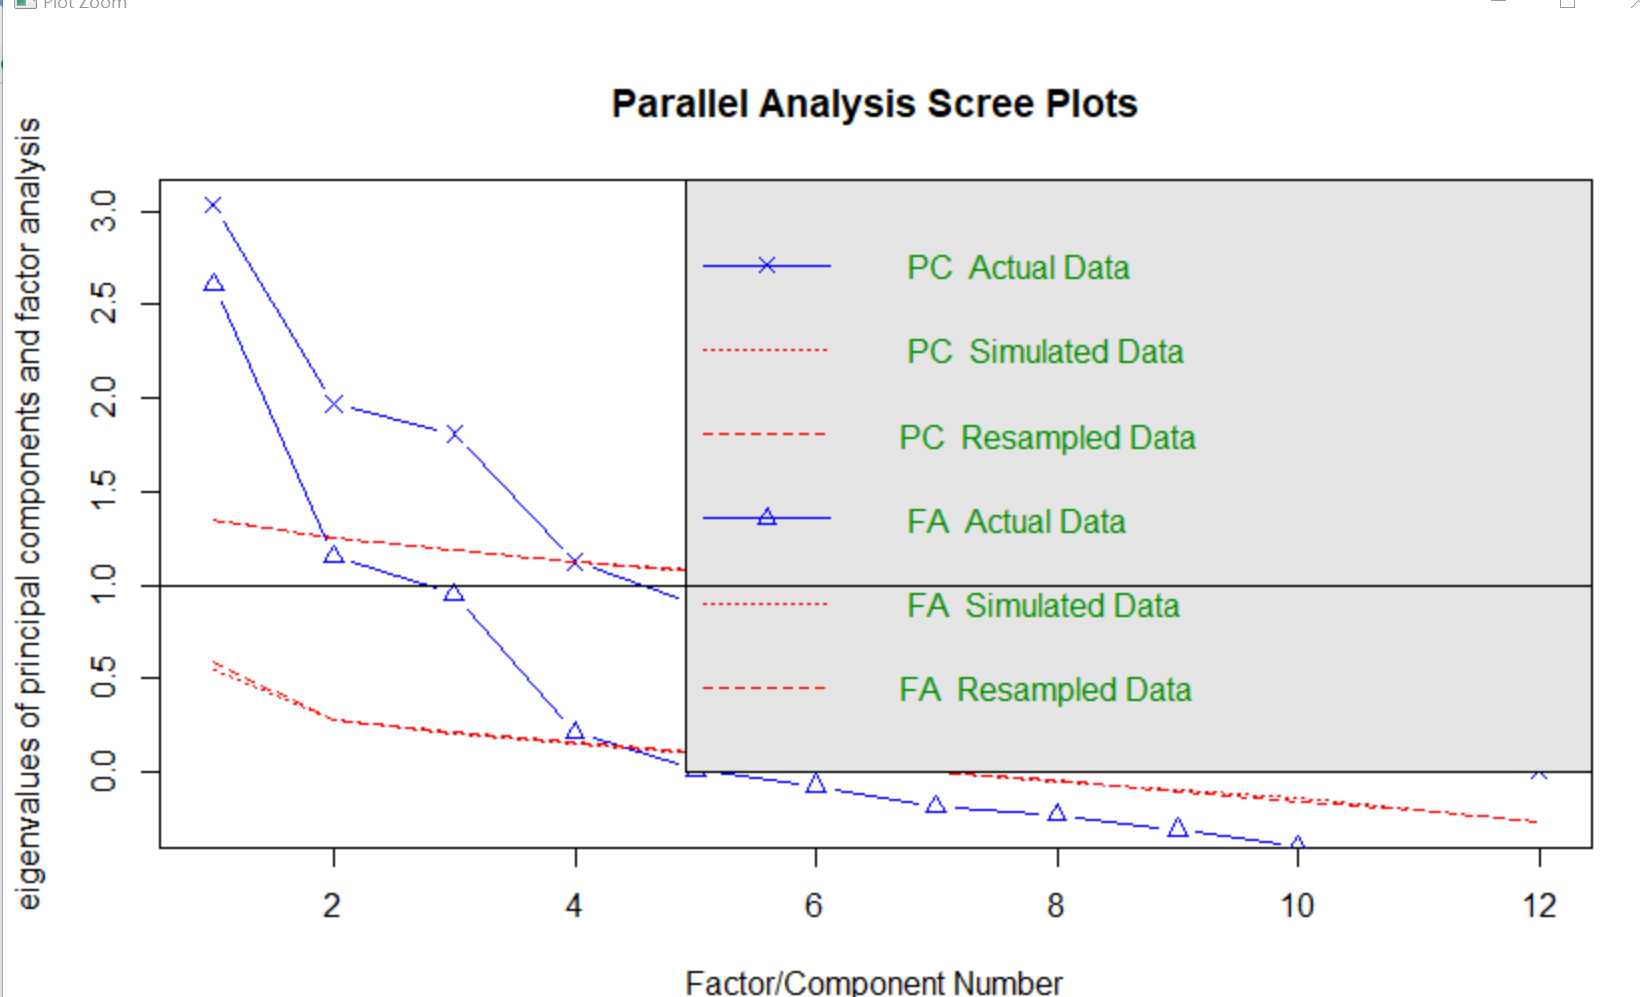 Plot Zoom
Parallel Analysis Scree Plots
eigenvalues of principal components and factor analysis
3.0
2.5
2.0
1.5
1.0
0.5
0.0
PC Actual Data
PC Simulated Data
PC Resampled Data
FA Actual Data
FA Simulated Data
FA Resampled Data
2 4 6 8 10 12
Factor/Component Number